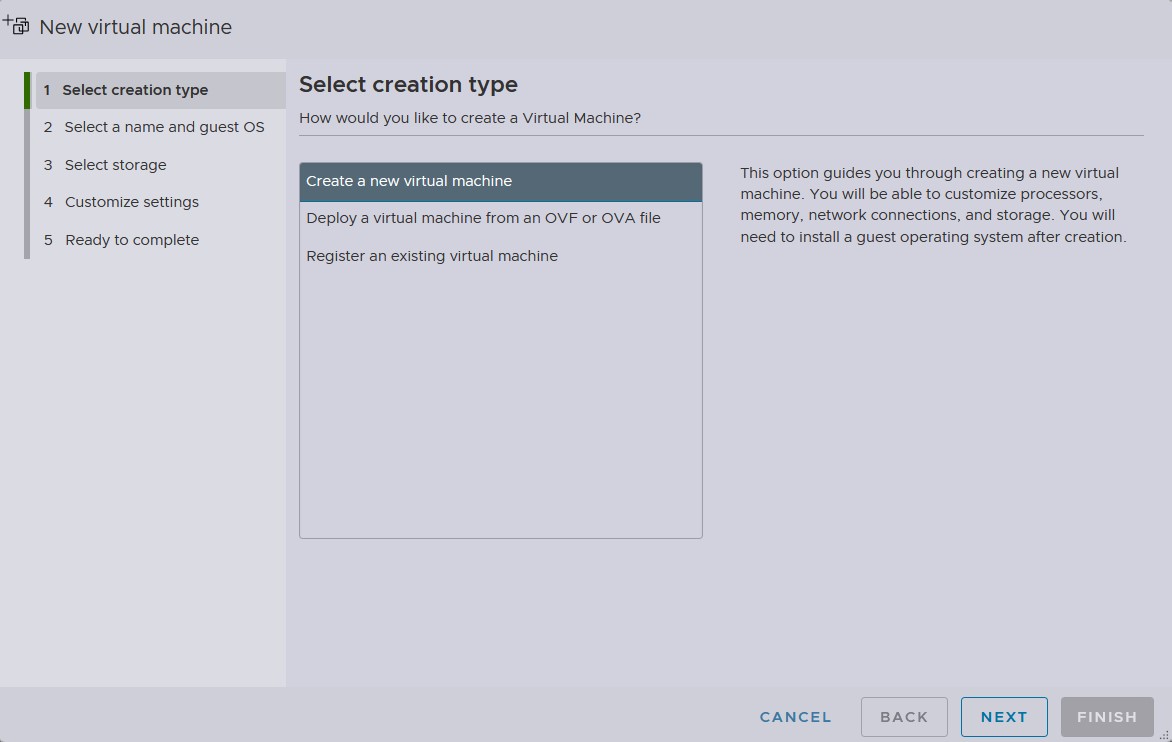 New virtual machine
1 Select creation type
2 Select a name and guest OS
3 Select storage
4 Customize settings
5 Ready to complete
Select creation type
How would you like to create a Virtual Machine?
Create a new virtual machine
Deploy a virtual machine from an OVF or OVA file
Register an existing virtual machine
This option guides you through creating a new virtual
machine. You will be able to customize processors,
memory, network connections, and storage. You will
need to install a guest operating system after creation.
CANCEL BACK NEXT FINISH